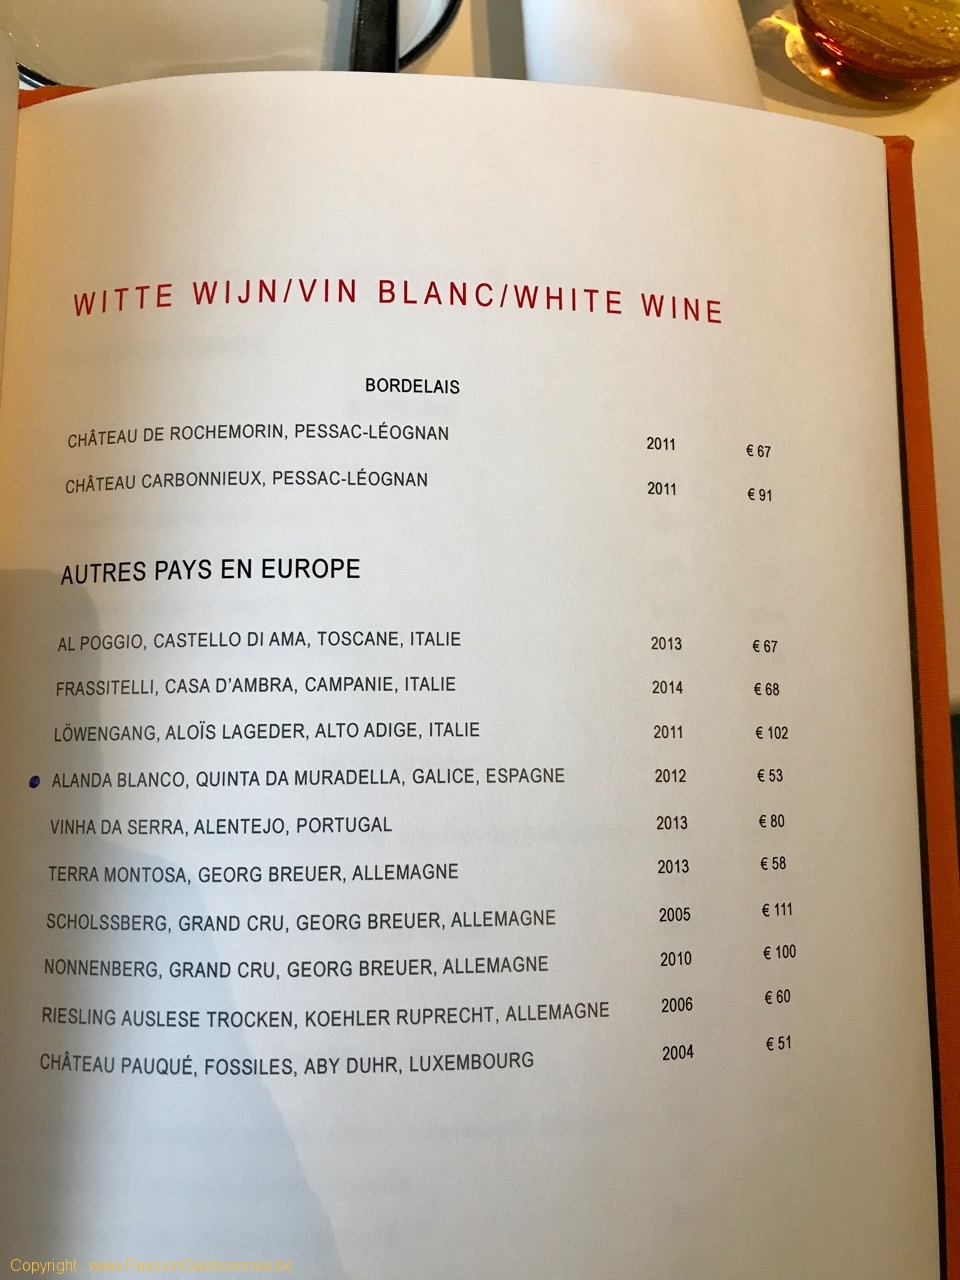 WITTE WIJN/VIN BLANC/WHITE WINE
BORDELAIS
CHÂTEAU DE ROCHEMORIN, PESSAC-LÉOGNAN 2011 € 67
CHÂTEAU CARBONNIEUX, PESSAC-LÉOGNAN 2011 € 91
AUTRES PAYS EN EUROPE
AL POGGIO, CASTELLO DI AMA, TOSCANE, ITALIE 2013 € 67
FRASSITELLI, CASA D'AMBRA, CAMPANIE, ITALIE 2014 € 68
LÖWENGANG, ALOÏS LAGEDER, ALTO ADIGE, ITALIE 2011 € 102
ALANDA BLANCO, QUINTA DA MURADELLA, GALICE, ESPAGNE 2012 € 53
VINHA DA SERRA, ALENTEJO, PORTUGAL 2013 € 80
TERRA MONTOSA, GEORG BREUER, ALLEMAGNE 2013 € 58
SCHOLSSBERG, GRAND CRU, GEORG BREUER, ALLEMAGNE 2005 € 111
NONNENBERG, GRAND CRU, GEORG BREUER, ALLEMAGNE 2010 € 100
RIESLING AUSLESE TROCKEN, KOEHLER RUPRECHT, ALLEMAGNE 2006 € 60
CHÂTEAU PAUQUÉ, FOSSILES, ABY DUHR, LUXEMBOURG 2004 € 51
Copyright : www.PassionGastronomie.be